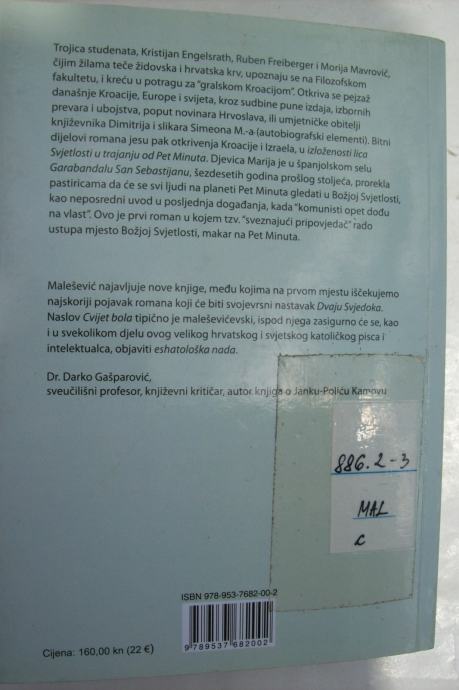 Trojica studenata, Kristijan Engelsrath, Ruben Freiberger i Morija Mavrović,
čijim žilama teče židovska i hrvatska krv, upoznaju se na Filozofskom
fakultetu, i kreću u potragu za "gralskom Kroacijom". Otkriva se pejzaž
današnje Kroacije, Europe i svijeta, kroz sudbine pune izdaja, izbornih
prevara i ubojstva, poput novinara Hrvoslava, ili umjetničke obitelji
književnika Dimitrija i slikara Simeona M.-a (autobiografski elementi). Bitni
dijelovi romana jesu pak otkrivenja Kroacije i Izraela, u izloženosti lica
Svjetlosti u trajanju od Pet Minuta. Djevica Marija je u španjolskom selu
Garabandalu San Sebastijanu, šezdesetih godina prošlog stoljeća, prorekla
pastiricama da će se svi ljudi na planeti Pet Minuta gledati u Božjoj Svjetlosti,
kao neposredni uvod u posljednja događanja, kada "komunisti opet dođu
na vlast". Ovo je prvi roman u kojem tzv. "sveznajući pripovjedač" rado
ustupa mjesto Božjoj Svjetlosti, makar na Pet Minuta.
Malešević najavljuje nove knjige, među kojima na prvom mjestu iščekujemo
najskoriji pojavak romana koji će biti svojevrsni nastavak Dvaju Svjedoka.
Naslov Cvijet bola tipično je maleševićevski, ispod njega zasigurno će se, kao
i u svekolikom djelu ovog velikog hrvatskog i svjetskog katoličkog pisca i
intelektualca, objaviti eshatološka nada.
Dr. Darko Gašparović,
sveučilišni profesor, književni kritičar, autor knjiga o Janku-Poliću Kamovu
886.2-3
MAL
c
ISBN 978-953-7682-00-2
9 789537 682002
Cijena: 160,00 kn (22 €)